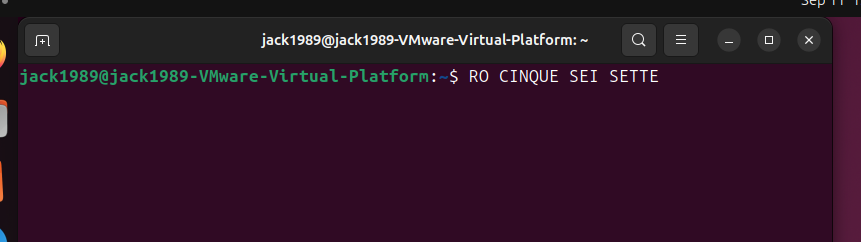 jack1989@jack1989-VMware-Virtual-Platform: ~
jack1989@jack1989-VMware-Virtual-Platform:~$ RO CINQUE SEI SETTE